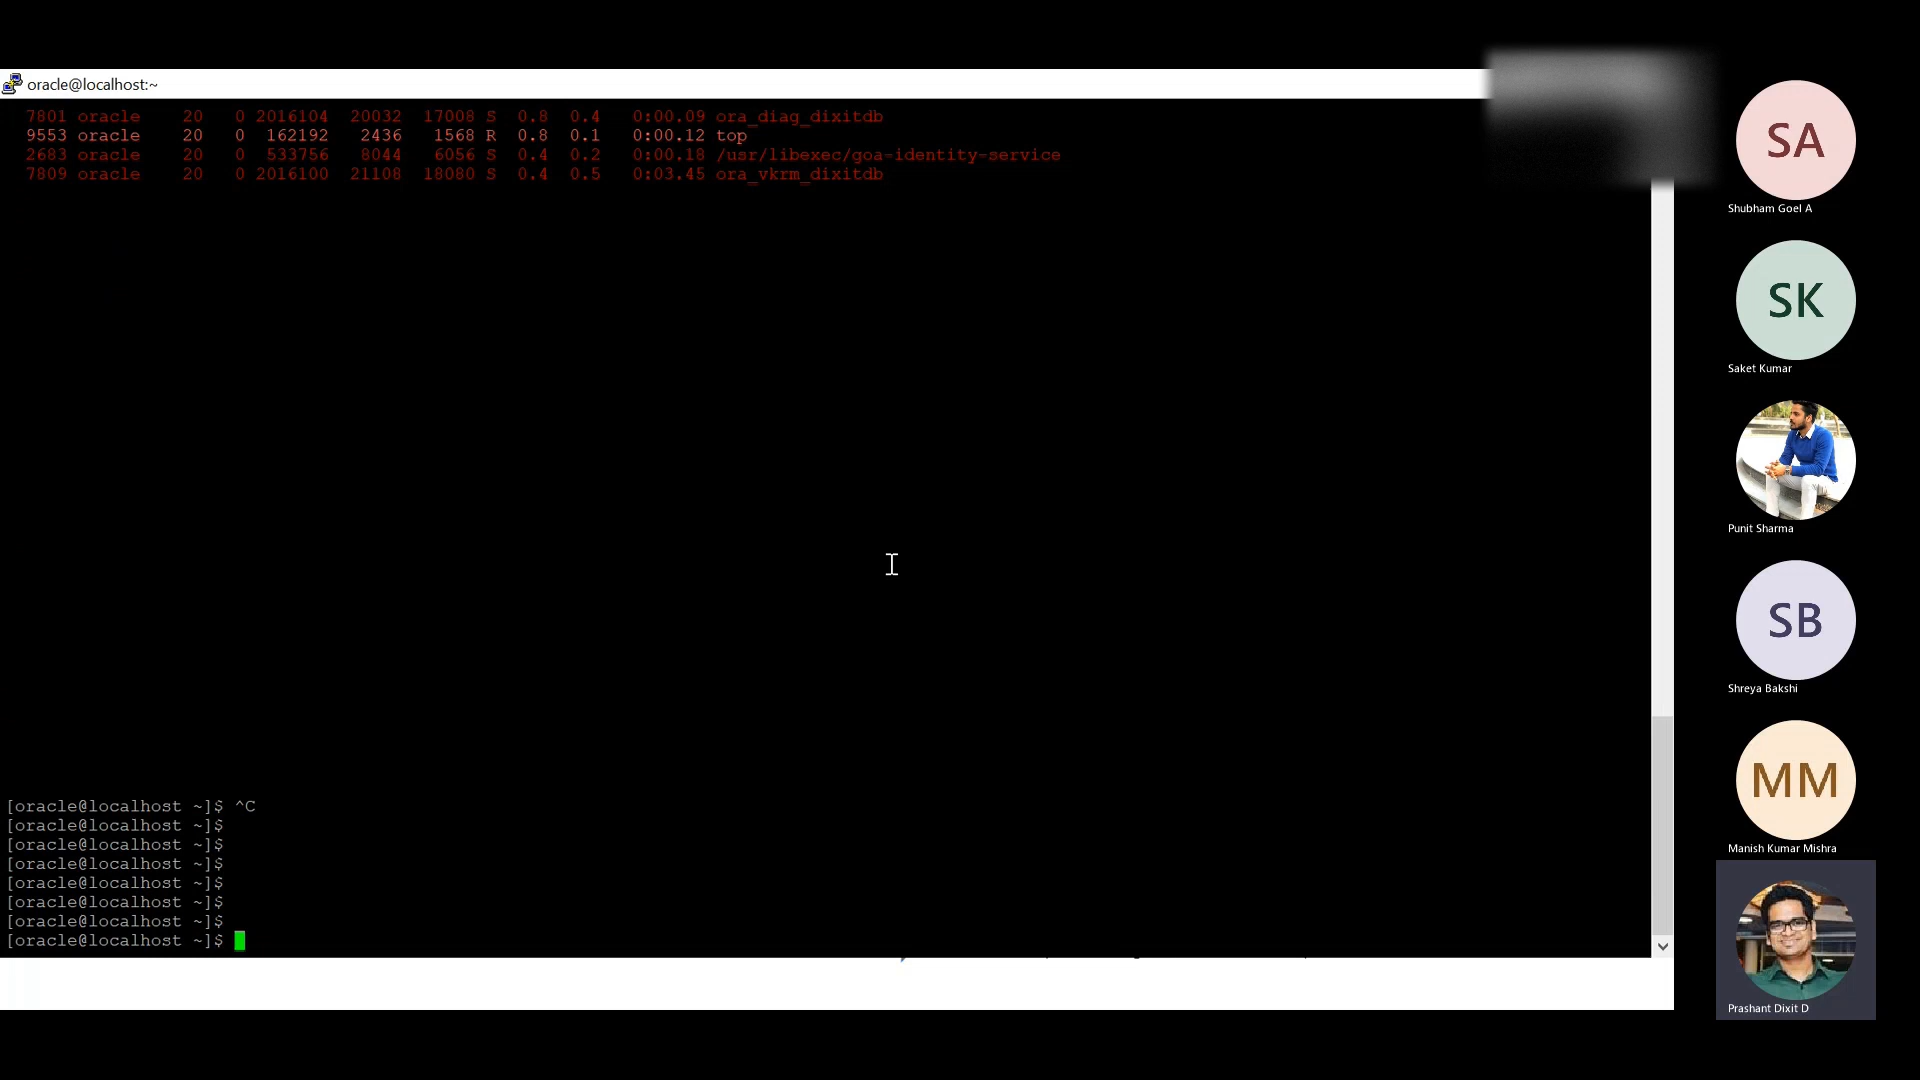 oracle@localhost:~
7801 oracle 20 0 2016104 20032 17008 S 0.8 0.4 0:00.09 ora_diag_dixitdb
9553 oracle 20 0 162192 2436 1568 R 0.8 0.1 0:00.12 top
2683 oracle 20 0 533756 8044 6056 S 0.4 0.2 0:00.18 /usr/libexec/goa-identity-service
7809 oracle 20 0 2016100 21108 18080 S 0.4 0.5 0:03.45 ora_vkrm_dixitdb
[oracle@localhost ~]$ ^C
[oracle@localhost ~]$
[oracle@localhost ~]$
[oracle@localhost ~]$
[oracle@localhost ~]$
[oracle@localhost ~]$
[oracle@localhost ~]$
[oracle@localhost ~]$
SA
Shubham Goel A
SK
Saket Kumar
Punit Sharma
SB
Shreya Bakshi
MM
Manish Kumar Mishra
Prashant Dixit D